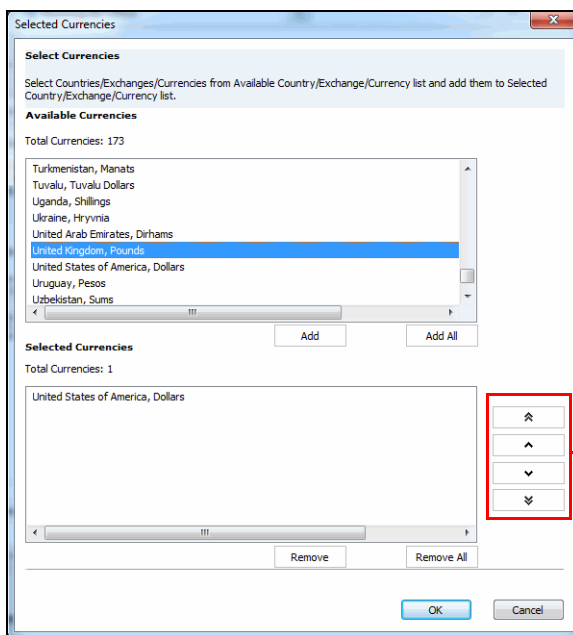 Selected Currencies
Select Currencies
Select Countries/Exchanges/Currencies from Available Country/Exchange/Currency list and add them to Selected
Country/Exchange/Currency list.
Available Currencies
Total Currencies: 173
Turkmenistan, Manats
Tuvalu, Tuvalu Dollars
Uganda, Shillings
Ukraine, Hryvnia
United Arab Emirates, Dirhams
United Kingdom, Pounds
United States of America, Dollars
Uruguay, Pesos
Uzbekistan, Sums
Add Add All
Selected Currencies
Total Currencies: 1
United States of America, Dollars
Remove Remove All
OK Cancel